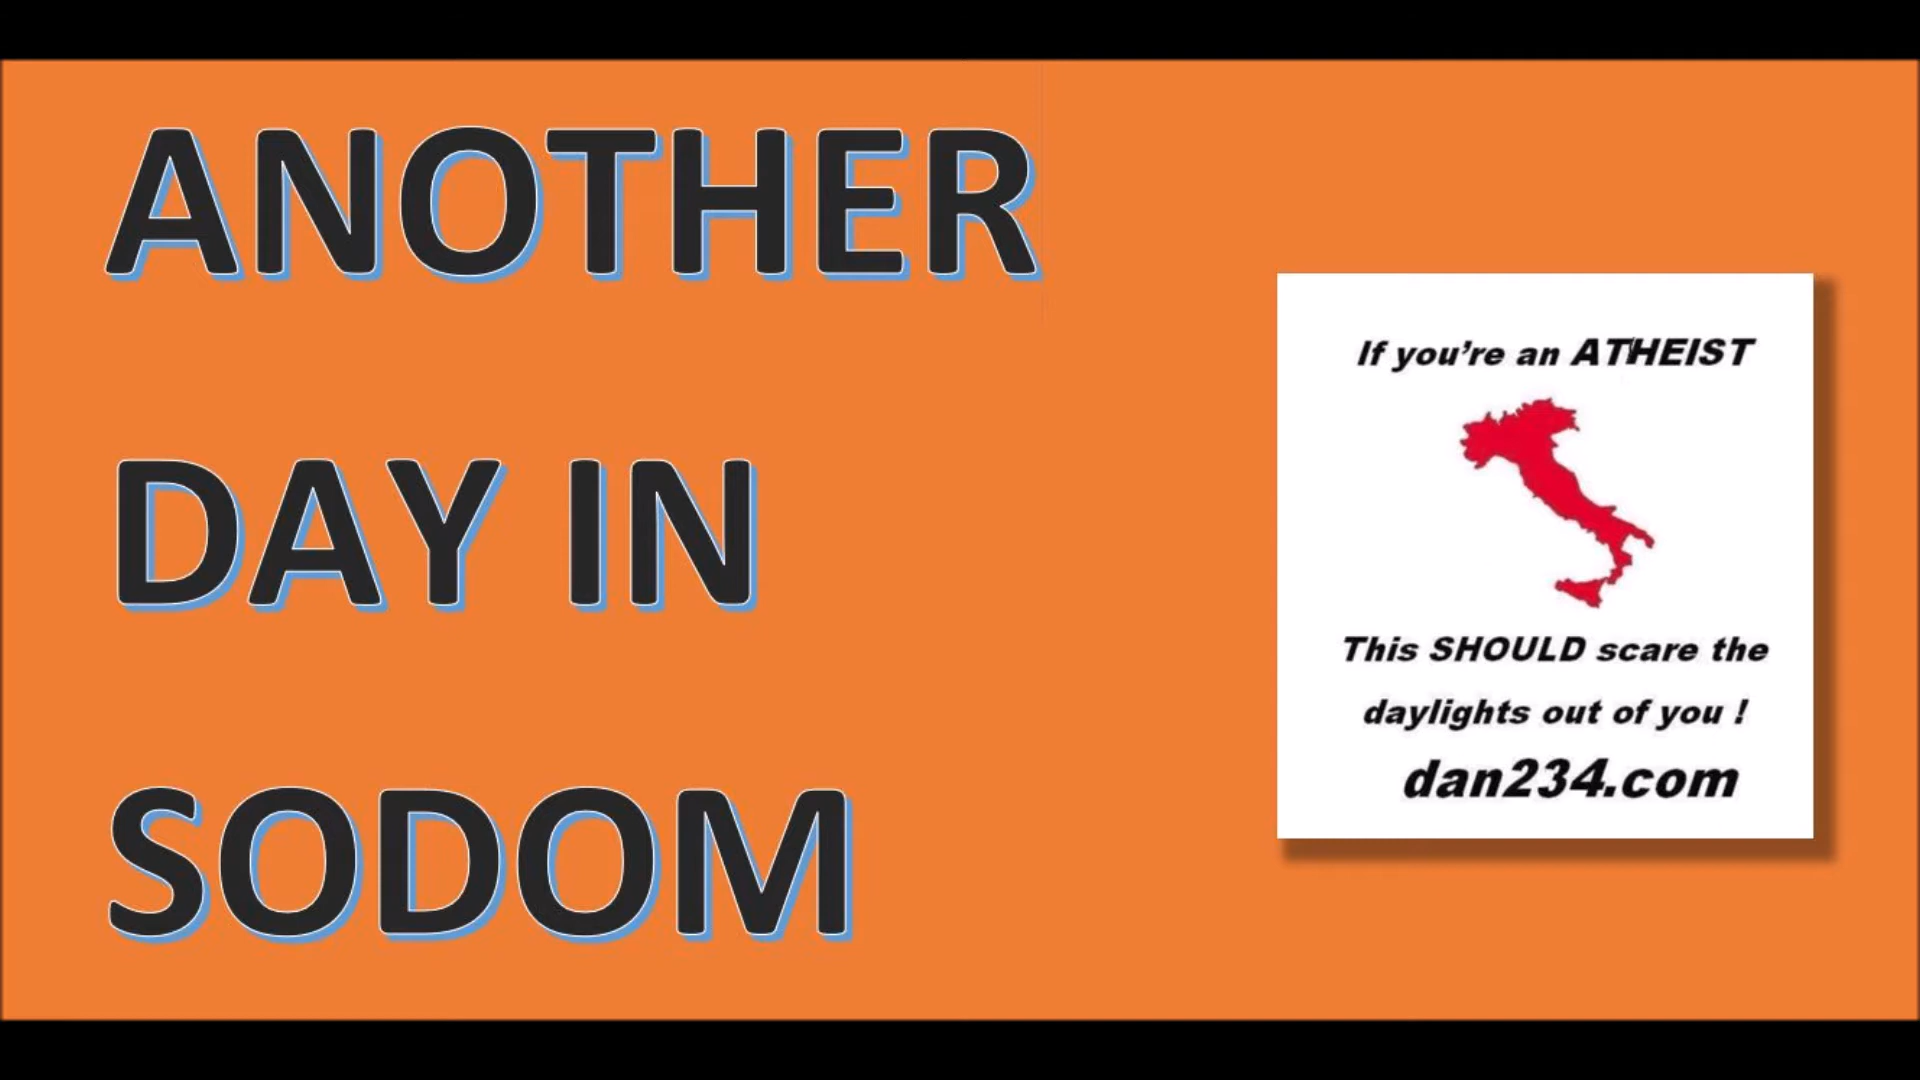 ANOTHER
DAY IN
SODOM
If you're an ATHEIST
This SHOULD scare the
daylights out of you !
dan234.com